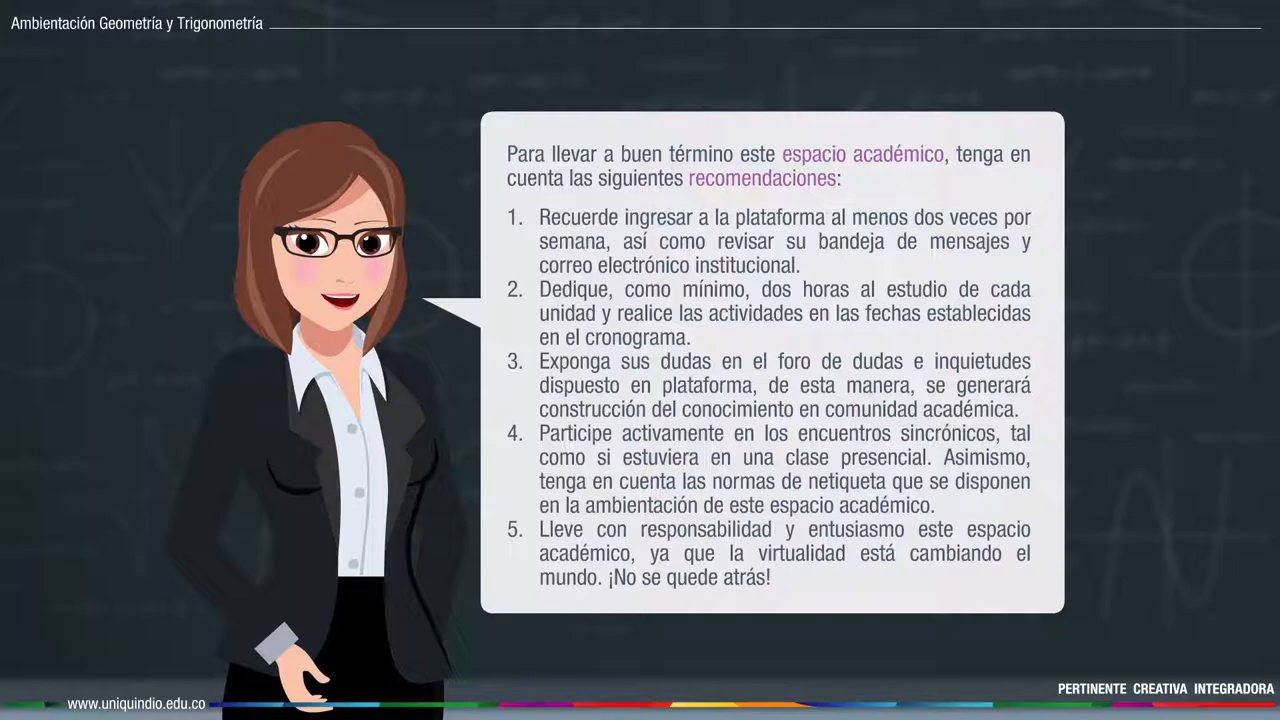 Ambientación Geometría y Trigonometría
Para llevar a buen término este espacio académico, tenga en
cuenta las siguientes recomendaciones:
1. Recuerde ingresar a la plataforma al menos dos veces por
semana, así como revisar su bandeja de mensajes y
correo electrónico institucional.
2. Dedique, como mínimo, dos horas al estudio de cada
unidad y realice las actividades en las fechas establecidas
en el cronograma.
3. Exponga sus dudas en el foro de dudas e inquietudes
dispuesto en plataforma, de esta manera, se generará
construcción del conocimiento en comunidad académica.
4. Participe activamente en los encuentros sincrónicos, tal
como si estuviera en una clase presencial. Asimismo,
tenga en cuenta las normas de netiqueta que se disponen
en la ambientación de este espacio académico.
5. Lleve con responsabilidad y entusiasmo este espacio
académico, ya que la virtualidad está cambiando el
mundo. ¡No se quede atrás!
PERTINENTE CREATIVA INTEGRADORA
www.uniquindio.edu.co